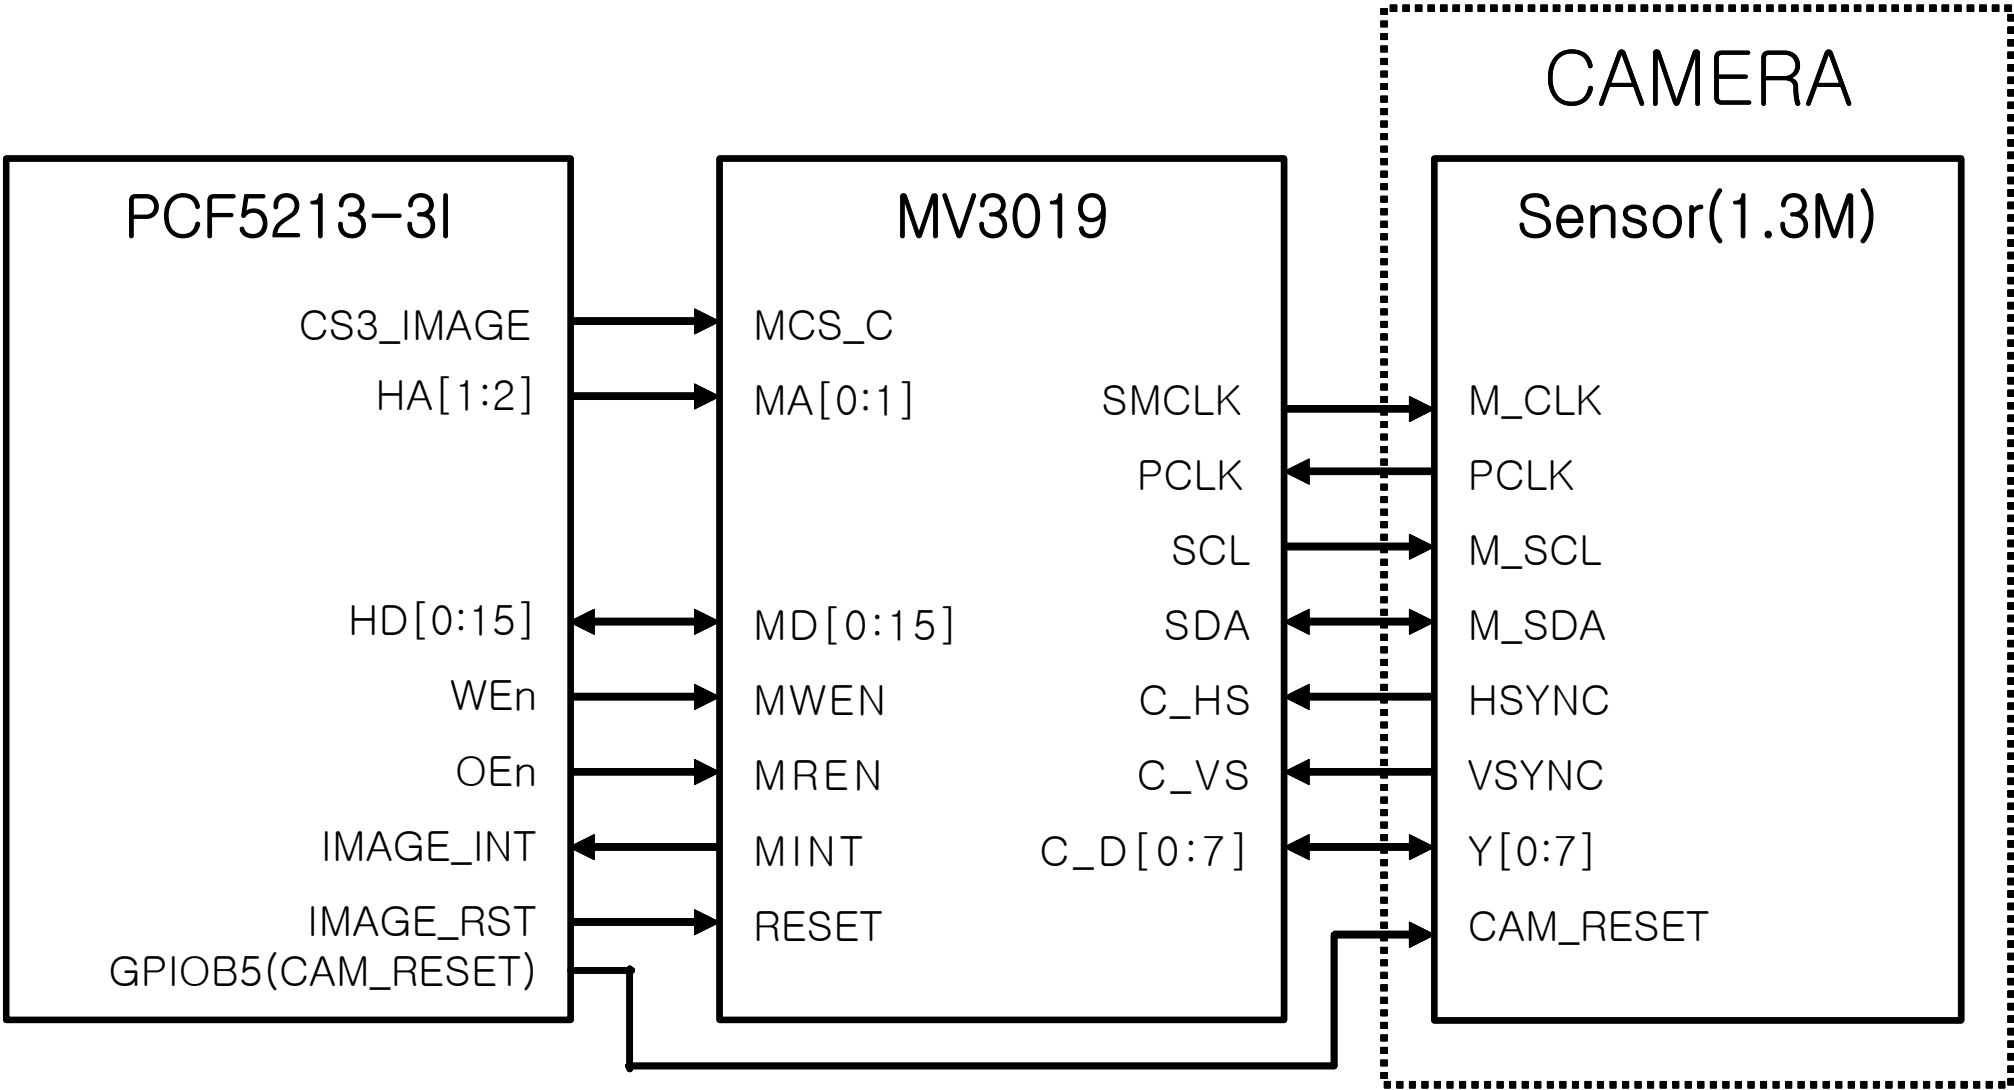 CAMERA
PCF5213-3I
MV3019
Sensor(1.3M)
CS3_IMAGE
MCS_C
HA[1:2]
MA[0:1]
SMCLK
M_CLK
PCLK
PCLK
SCL
M_SCL
HD[0:15]
MD[0:15]
SDA
M_SDA
WEn
MWEN
C_HS
HSYNC
OEn
MREN
C_VS
VSYNC
IMAGE_INT
MINT
C_D[0:7]
Y[0:7]
IMAGE_RST
RESET
CAM_RESET
GPIOB5(CAM_RESET)